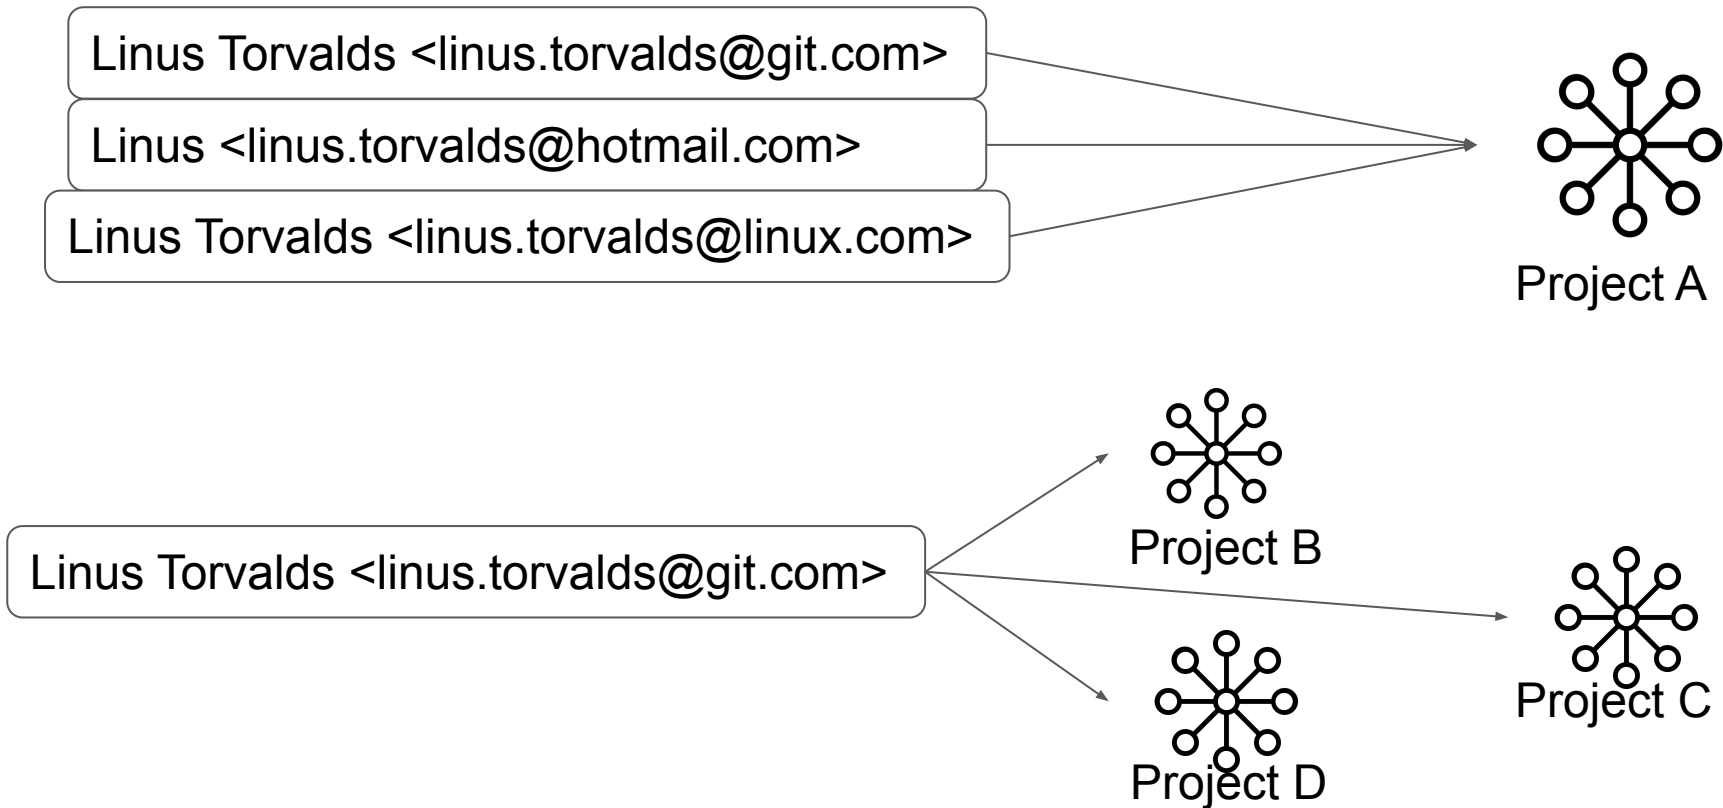 Linus Torvalds <linus.torvalds@git.com>
Linus <linus.torvalds@hotmail.com>
Linus Torvalds <linus.torvalds@linux.com>
Project A
Project B
Linus Torvalds <linus.torvalds@git.com>
Project C
Project D